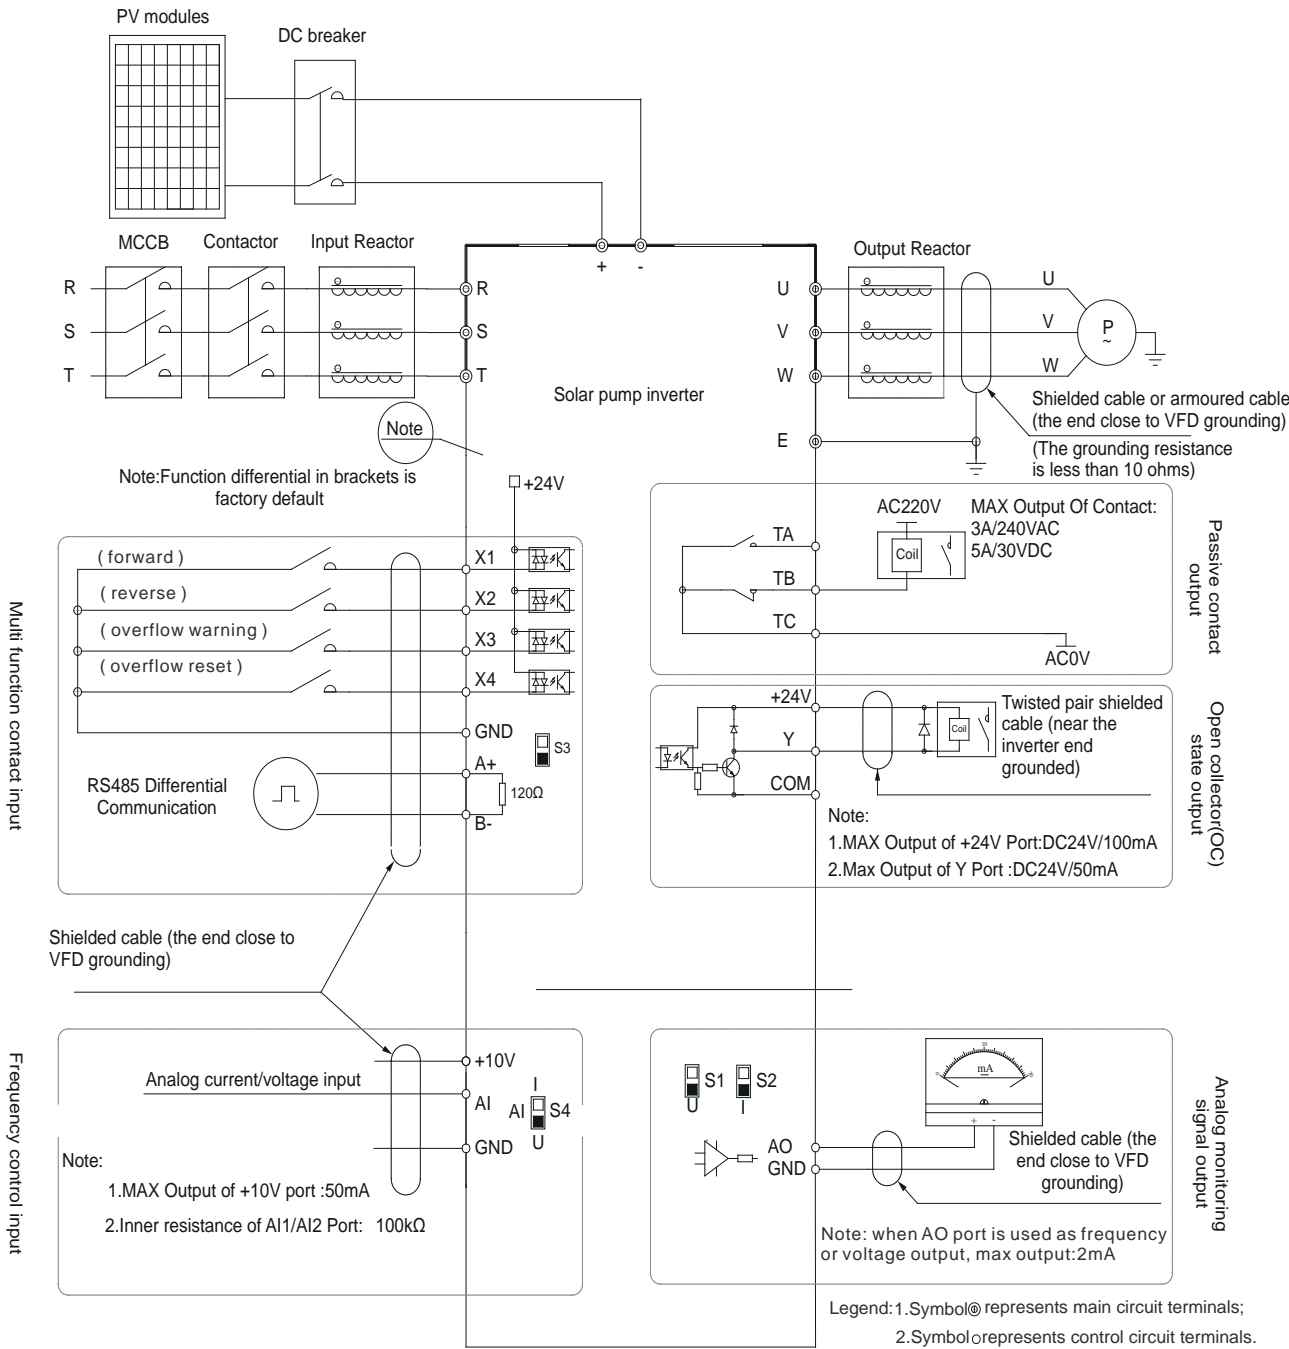 PV modules
DC breaker
MCCB
Contactor
Input Reactor
Output Reactor
+
-
R
R
U
U
S
S
V
V
P
~
T
T
W
W
Solar pump inverter
Shielded cable or armoured cable
(the end close to VFD grounding)
(The grounding resistance
is less than 10 ohms)
Note
E
Note:Function differential in brackets is
factory default
+24V
Multi function contact input
( forward )
X1
( reverse )
X2
( overflow warning )
X3
( overflow reset )
X4
GND
S3
A+
RS485 Differential
Communication
120Ω
B-
Passive contact
output
AC220V
MAX Output Of Contact:
3A/240VAC
5A/30VDC
TA
Coil
TB
TC
AC0V
Open collector(OC)
state output
+24V
Twisted pair shielded
cable (near the
inverter end
grounded)
Coil
Y
COM
Note:
1.MAX Output of +24V Port:DC24V/100mA
2.Max Output of Y Port :DC24V/50mA
Shielded cable (the end close to
VFD grounding)
Frequency control input
+10V
Analog current/voltage input
AI
I
AI
S4
U
GND
Note:
1.MAX Output of +10V port :50mA
2.Inner resistance of AI1/AI2 Port: 100kΩ
Analog monitoring
signal output
S1
U
S2
I
mA
+ -
AO
GND
Shielded cable (the
end close to VFD
grounding)
Note: when AO port is used as frequency
or voltage output, max output:2mA
Legend:1.Symbol represents main circuit terminals;
2.Symbol represents control circuit terminals.